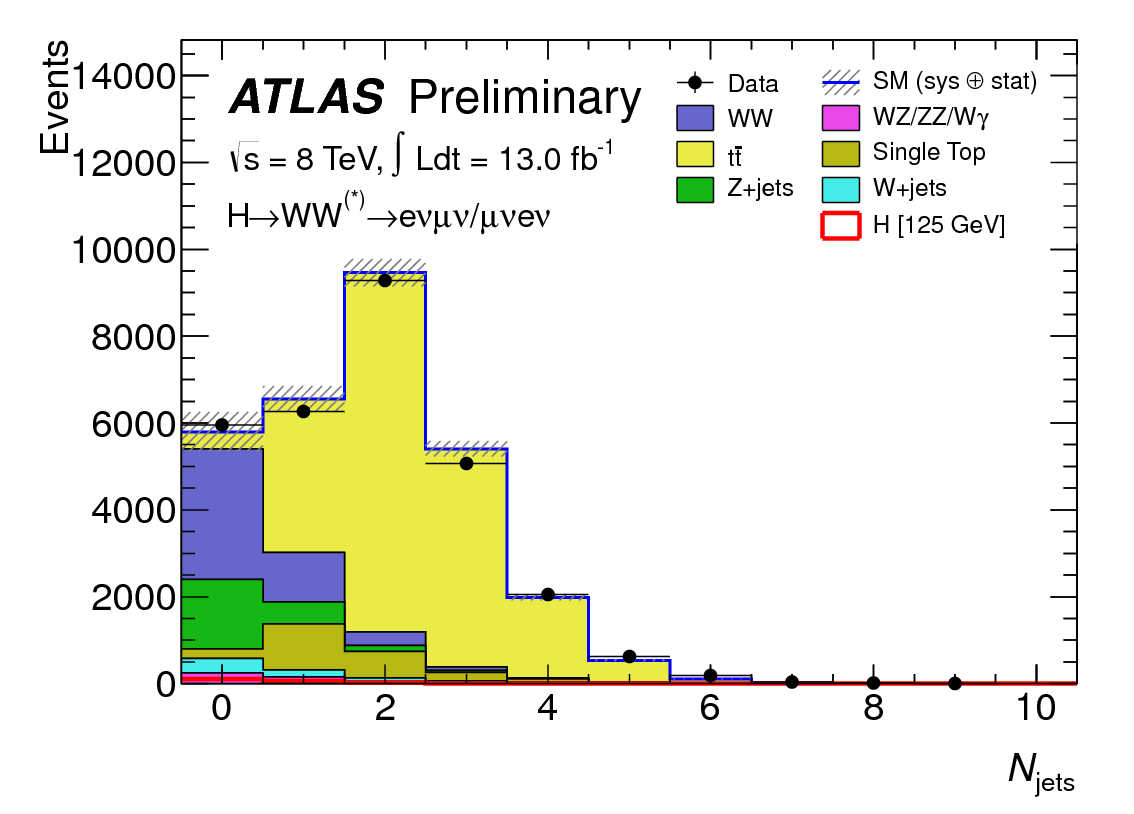 Events
14000
12000
10000
8000
6000
4000
2000
0
ATLAS Preliminary
√s = 8 TeV, ∫ Ldt = 13.0 fb⁻¹
H→WW⁽*⁾→eνμν/μνeν
Data
WW
tt̄
Z+jets
SM (sys ⊕ stat)
WZ/ZZ/Wγ
Single Top
W+jets
H [125 GeV]
0 2 4 6 8 10
N_jets